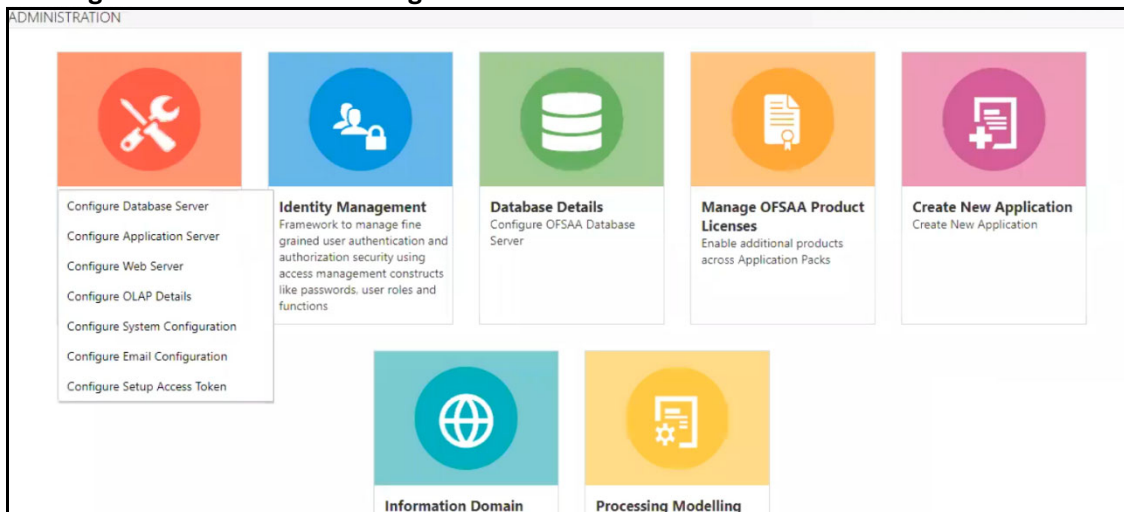 ADMINISTRATION
Configure Database Server
Configure Application Server
Configure Web Server
Configure OLAP Details
Configure System Configuration
Configure Email Configuration
Configure Setup Access Token
Identity Management
Framework to manage fine
grained user authentication and
authorization security using
access management constructs
like passwords, user roles and
functions
Database Details
Configure OFSAA Database
Server
Manage OFSAA Product
Licenses
Enable additional products
across Application Packs
Create New Application
Create New Application
Information Domain
Processing Modelling